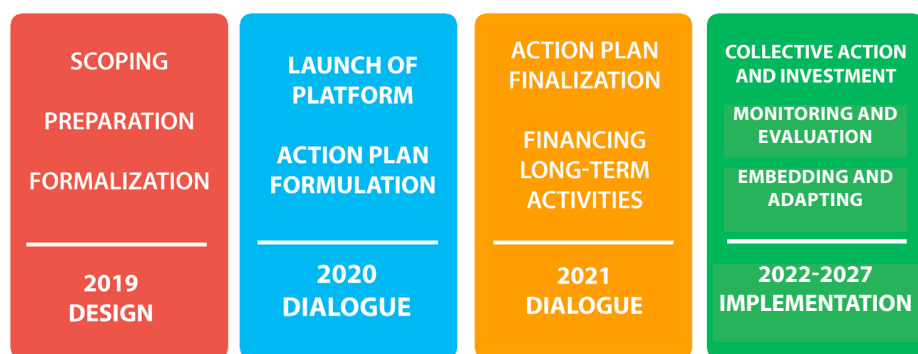 SCOPING
PREPARATION
FORMALIZATION
2019
DESIGN
LAUNCH OF
PLATFORM
ACTION PLAN
FORMULATION
2020
DIALOGUE
ACTION PLAN
FINALIZATION
FINANCING
LONG-TERM
ACTIVITIES
2021
DIALOGUE
COLLECTIVE ACTION
AND INVESTMENT
MONITORING AND
EVALUATION
EMBEDDING AND
ADAPTING
2022-2027
IMPLEMENTATION